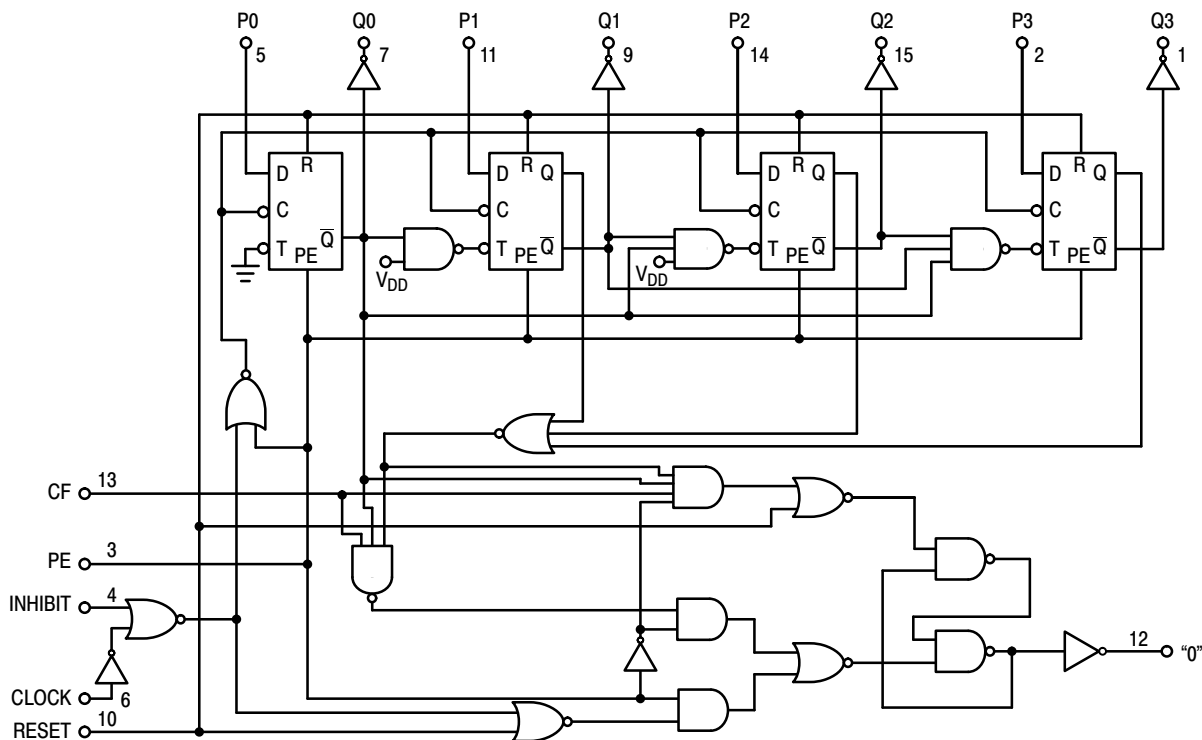 P0 Q0 P1 Q1 P2 Q2 P3 Q3
5 7 11 9 14 15 2 1
R R R R
D D Q D Q D Q
C C C C
T PE Q̅ T PE Q̅ T PE Q̅ T PE Q̅
VDD VDD
CF 13
PE 3
INHIBIT 4
12 “0”
CLOCK 6
RESET 10